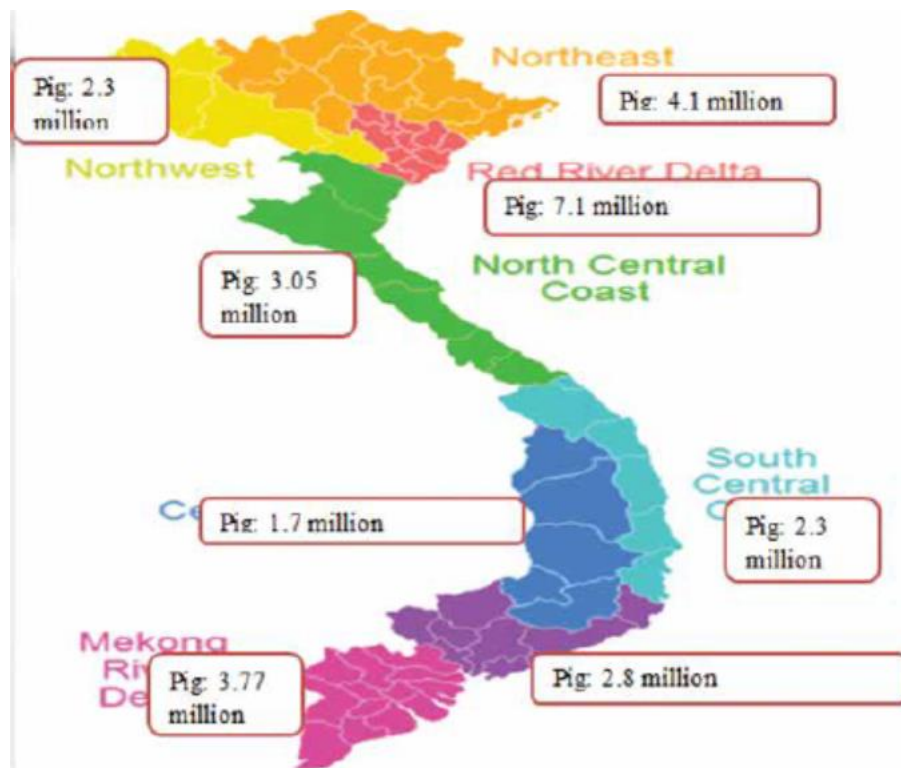 Northeast
Pig: 2.3
million
Pig: 4.1 million
Northwest
Red River Delta
Pig: 7.1 million
North Central
Coast
Pig: 3.05
million
South
Central
Pig: 1.7 million
Pig: 2.3
million
Mekong
Pig: 3.77
million
Pig: 2.8 million